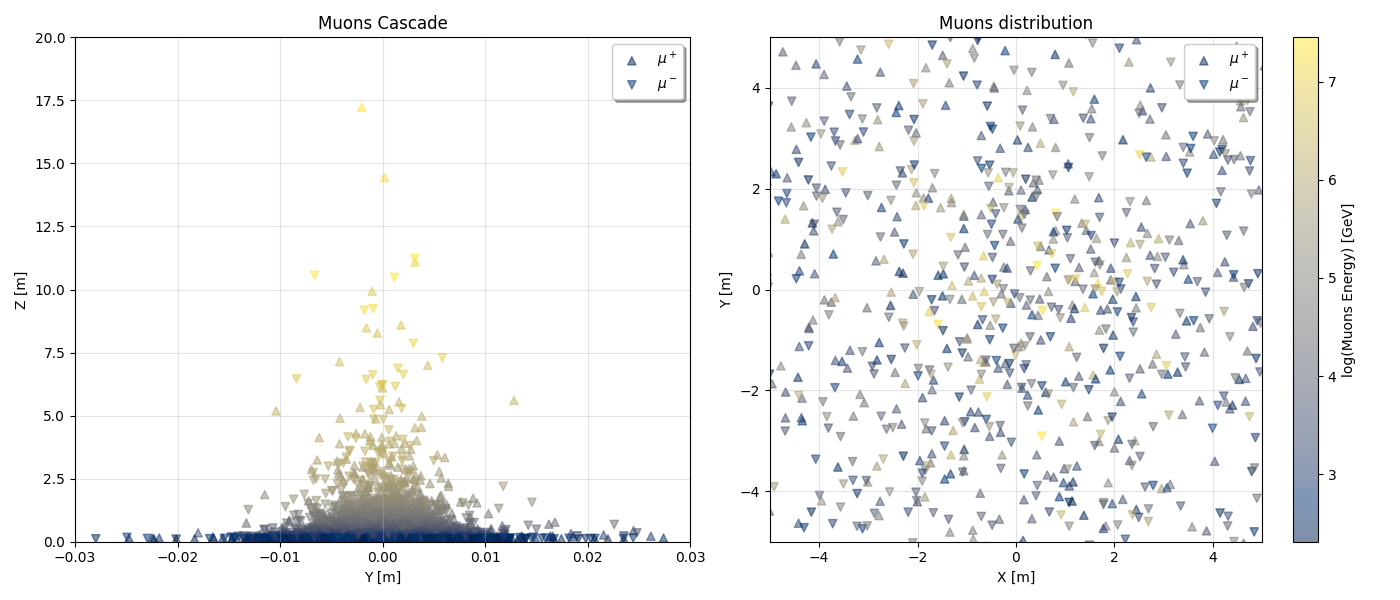 Muons Cascade
20.0
17.5
15.0
12.5
10.0
7.5
5.0
2.5
0.0
Z [m]
−0.03
−0.02
−0.01
0.00
0.01
0.02
0.03
Y [m]
μ⁺
μ⁻
Muons distribution
4
2
0
−2
−4
Y [m]
−4
−2
0
2
4
X [m]
μ⁺
μ⁻
7
6
5
4
3
log(Muons Energy) [GeV]